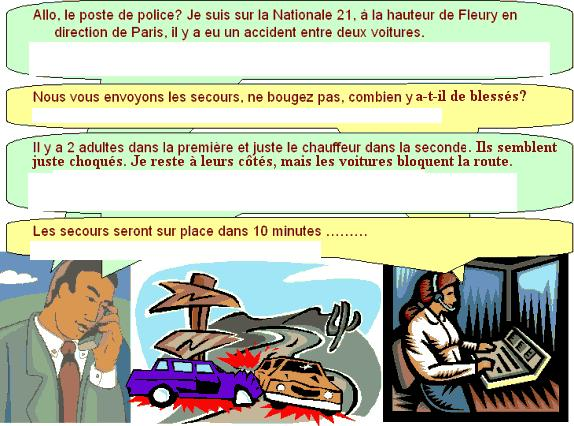 Allo, le poste de police? Je suis sur la Nationale 21, à la hauteur de Fleury en
direction de Paris, il y a eu un accident entre deux voitures.
Nous vous envoyons les secours, ne bougez pas, combien y a-t-il de blessés?
Il y a 2 adultes dans la première et juste le chauffeur dans la seconde. Ils semblent
juste choqués. Je reste à leurs côtés, mais les voitures bloquent la route.
Les secours seront sur place dans 10 minutes .........